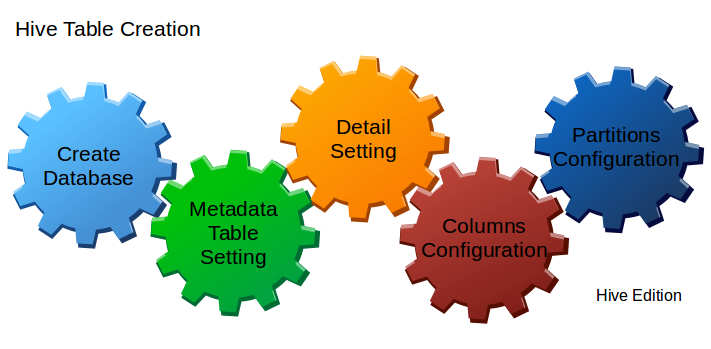 Hive Table Creation
Create
Database
Metadata
Table
Setting
Detail
Setting
Columns
Configuration
Partitions
Configuration
Hive Edition